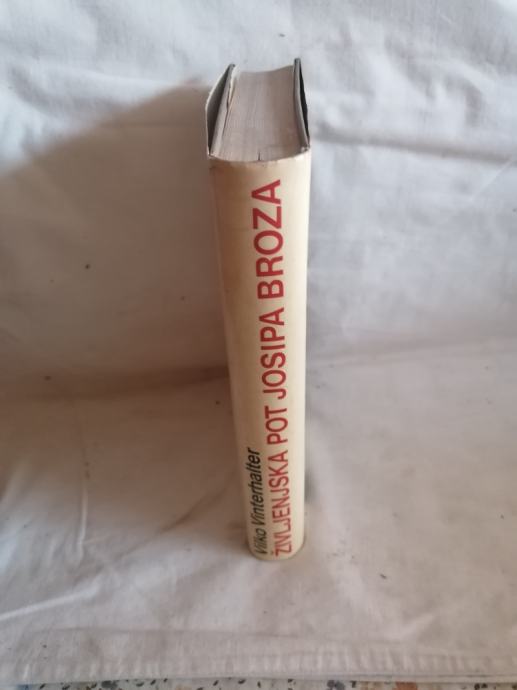 Vilko Vinterhalter
ŽIVLJENJSKA POT JOSIPA BROZA